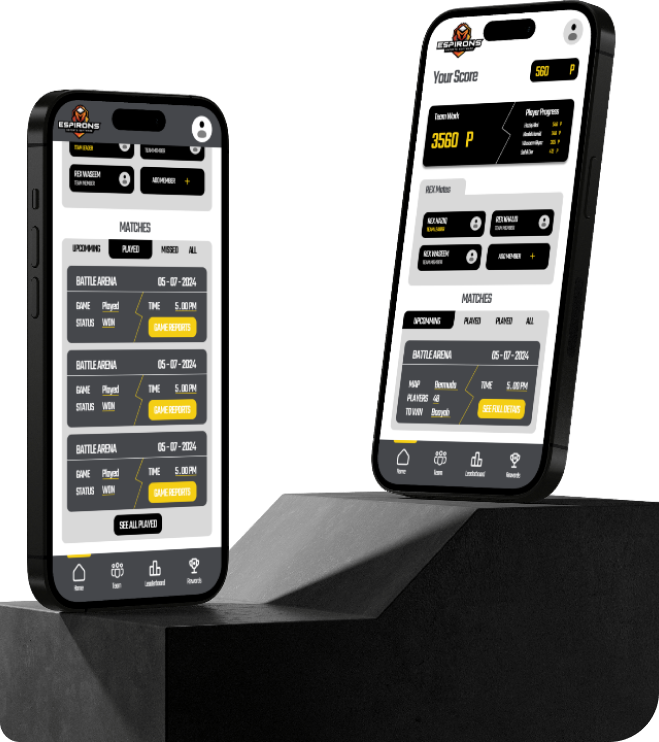 ESPIRONS
TEAM LEADER
TEAM MEMBER
REX WASEEM
TEAM MEMBER
ADD MEMBER +
MATCHES
UPCOMMING PLAYED MISSED ALL
BATTLE ARENA 05 - 07 - 2024
GAME Played TIME 5 . 00 PM
STATUS WON GAME REPORTS
BATTLE ARENA 05 - 07 - 2024
GAME Played TIME 5 . 00 PM
STATUS WON GAME REPORTS
BATTLE ARENA 05 - 07 - 2024
GAME Played TIME 5 . 00 PM
STATUS WON GAME REPORTS
SEE ALL PLAYED
Home Team Leaderboard Rewards
ESPIRONS
Your Score 560 P
Team Work Player Progress
3560 P
REX Mates
TEAM LEADER
TEAM MEMBER
REX WASEEM
TEAM MEMBER
ADD MEMBER +
MATCHES
UPCOMMING PLAYED PLAYED ALL
BATTLE ARENA 05 - 07 - 2024
MAP Bermuda TIME 5 . 00 PM
PLAYERS 48
TO WIN Booyah SEE FULL DETAILS
Home Team Leaderboard Rewards